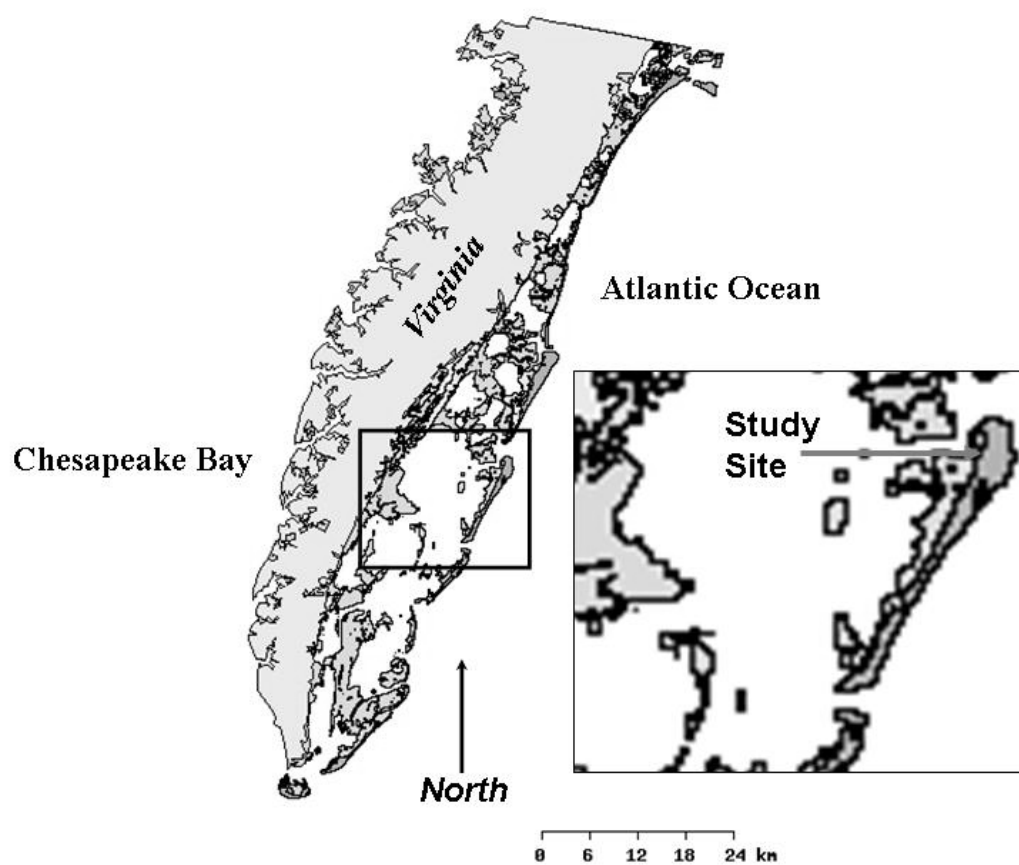 Virginia
Atlantic Ocean
Chesapeake Bay
Study
Site
North
0 6 12 18 24 km